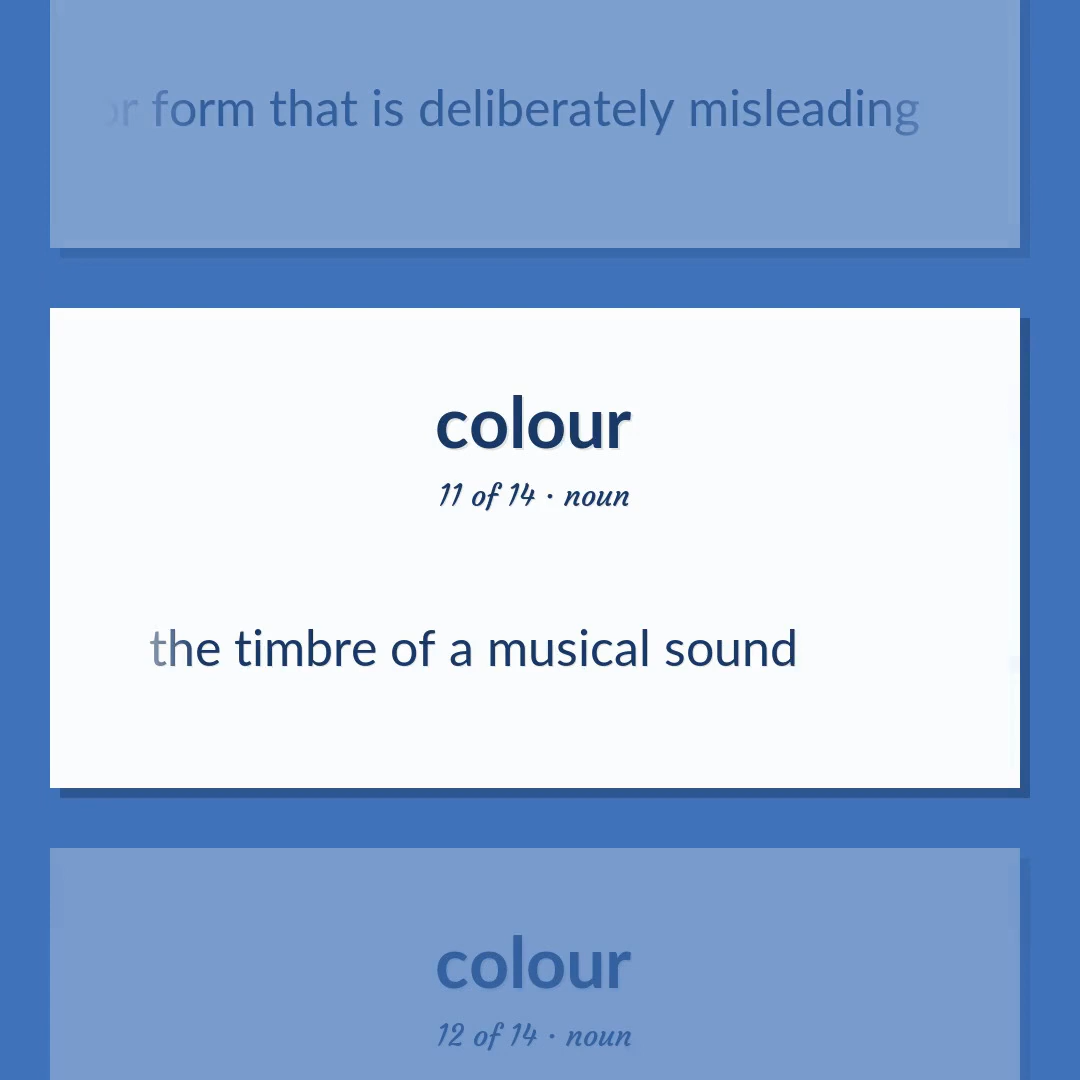 or form that is deliberately misleading
colour
11 of 14 · noun
the timbre of a musical sound
colour
12 of 14 · noun